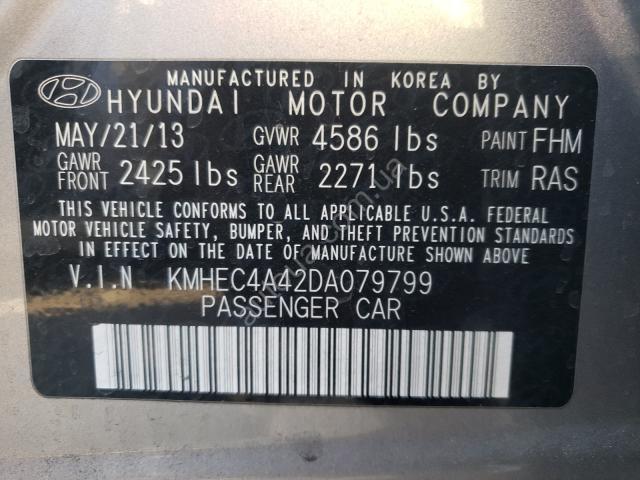 MANUFACTURED IN KOREA BY
HYUNDAI MOTOR COMPANY
MAY/21/13 GVWR 4586 lbs PAINT FHM
GAWR FRONT 2425 lbs GAWR REAR 2271 lbs TRIM RAS
THIS VEHICLE CONFORMS TO ALL APPLICABLE U.S.A. FEDERAL
MOTOR VEHICLE SAFETY, BUMPER, AND THEFT PREVENTION STANDARDS
IN EFFECT ON THE DATE OF MANUFACTURE SHOWN ABOVE
V.I.N KMHEC4A42DA079799
PASSENGER CAR